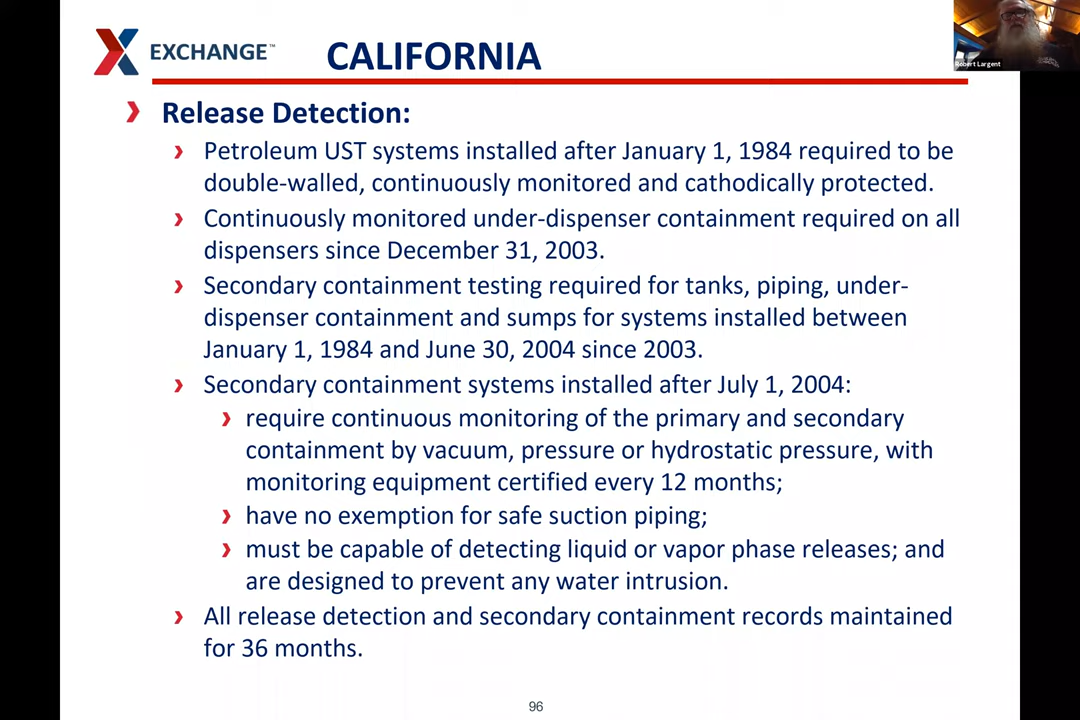 EXCHANGE™
CALIFORNIA
Robert Largent
Release Detection:
Petroleum UST systems installed after January 1, 1984 required to be
double-walled, continuously monitored and cathodically protected.
Continuously monitored under-dispenser containment required on all
dispensers since December 31, 2003.
Secondary containment testing required for tanks, piping, under-
dispenser containment and sumps for systems installed between
January 1, 1984 and June 30, 2004 since 2003.
Secondary containment systems installed after July 1, 2004:
require continuous monitoring of the primary and secondary
containment by vacuum, pressure or hydrostatic pressure, with
monitoring equipment certified every 12 months;
have no exemption for safe suction piping;
must be capable of detecting liquid or vapor phase releases; and
are designed to prevent any water intrusion.
All release detection and secondary containment records maintained
for 36 months.
96